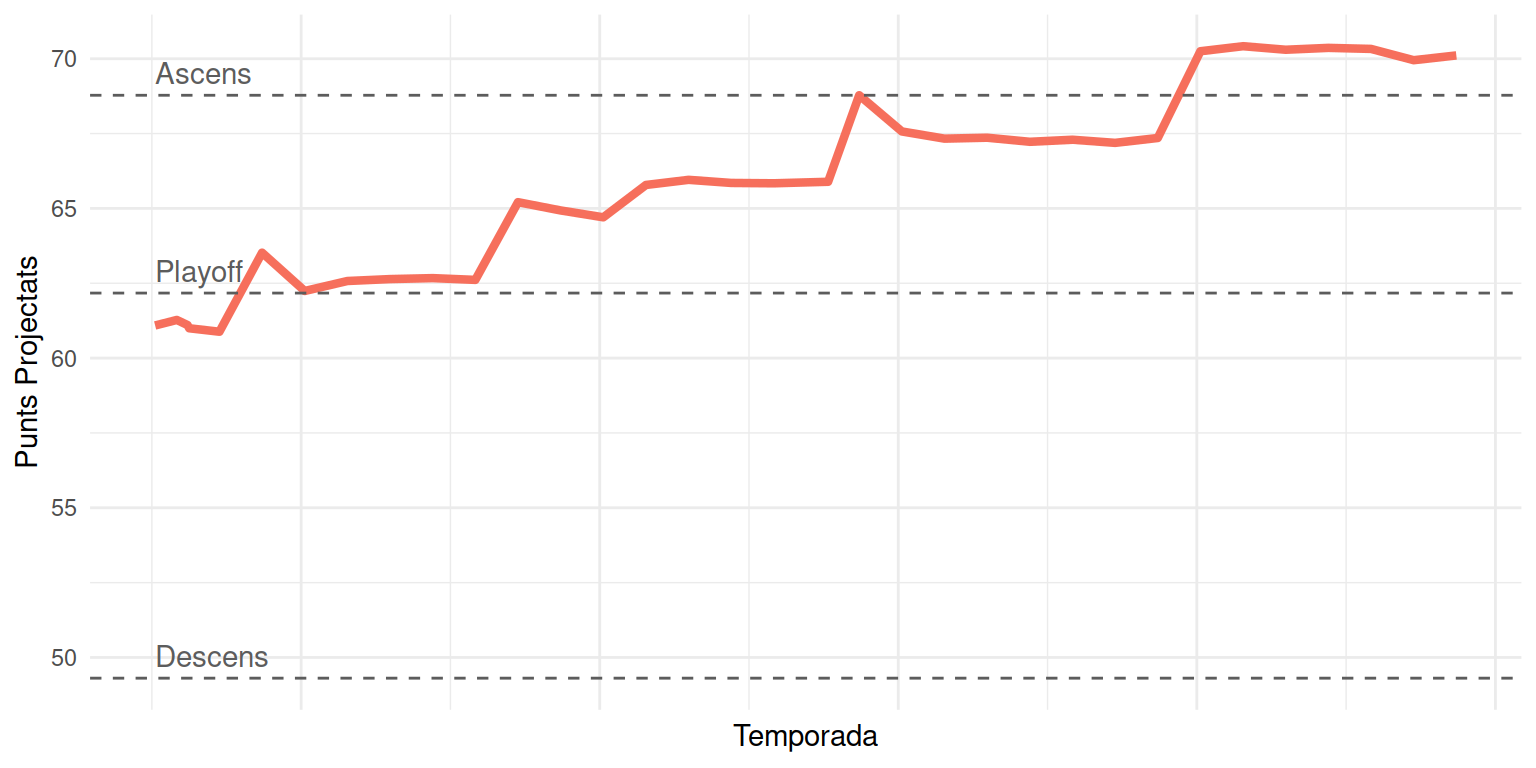 70
Ascens
65
Playoff
60
55
50
Descens
Punts Projectats
Temporada